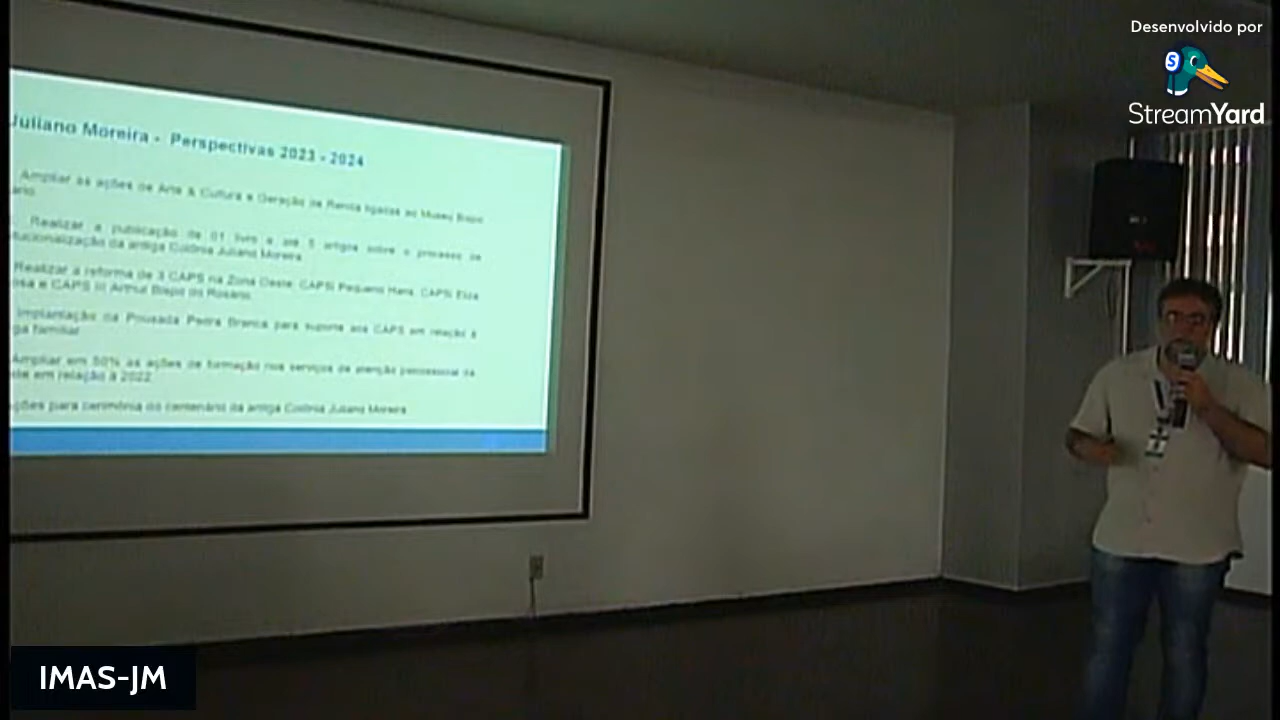 Desenvolvido por
StreamYard
Juliano Moreira - Perspectivas 2023 - 2024
Ampliar as ações de Arte & Cultura e Geração de Renda ligadas ao Museu Bispo
Realizar a publicação de 01 livro e até 5 artigos sobre o processo de
tucionalização da antiga Colônia Juliano Moreira
Realizar a reforma de 3 CAPS na Zona Oeste: CAPSi Pequeno Hans, CAPSi Eliza
e CAPS III Arthur Bispo do Rosário
Implantação da Pousada Pedra Branca para suporte aos CAPS em relação à
familiar
Ampliar em 50% as ações de formação nos serviços de atenção psicossocial da
em relação à 2022
ções para cerimônia do centenário da antiga Colônia Juliano Moreira
IMAS-JM